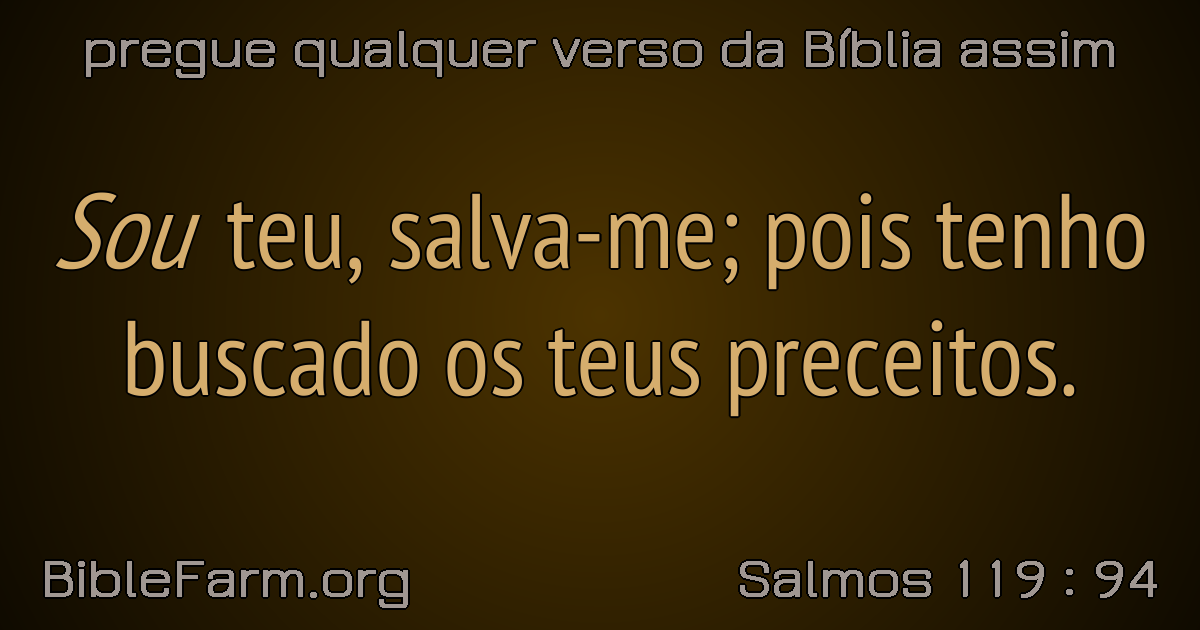 pregue qualquer verso da Bíblia assim
Sou teu, salva-me; pois tenho
buscado os teus preceitos.
BibleFarm.org
Salmos 119 : 94